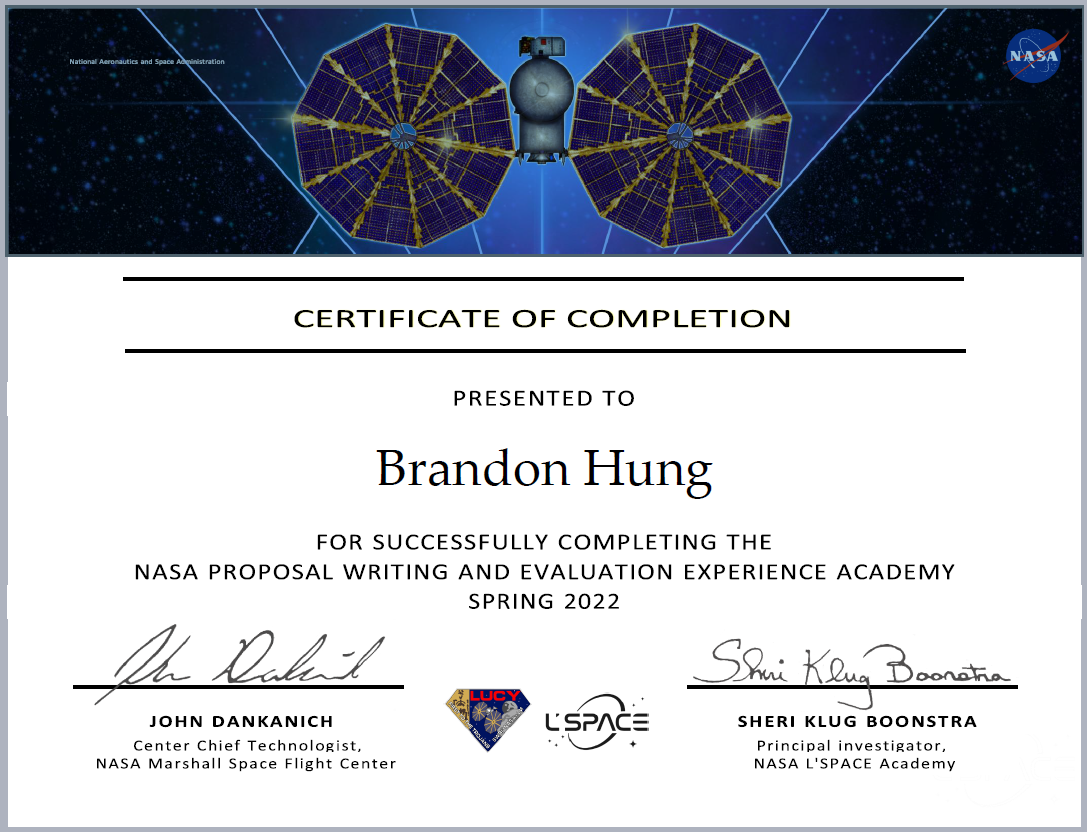 National Aeronautics and Space Administration
NASA
CERTIFICATE OF COMPLETION
PRESENTED TO
Brandon Hung
FOR SUCCESSFULLY COMPLETING THE
NASA PROPOSAL WRITING AND EVALUATION EXPERIENCE ACADEMY
SPRING 2022
John Dankanich
Sheri Klug Boonstra
JOHN DANKANICH
Center Chief Technologist,
NASA Marshall Space Flight Center
LUCY
L'SPACE
SHERI KLUG BOONSTRA
Principal investigator,
NASA L'SPACE Academy